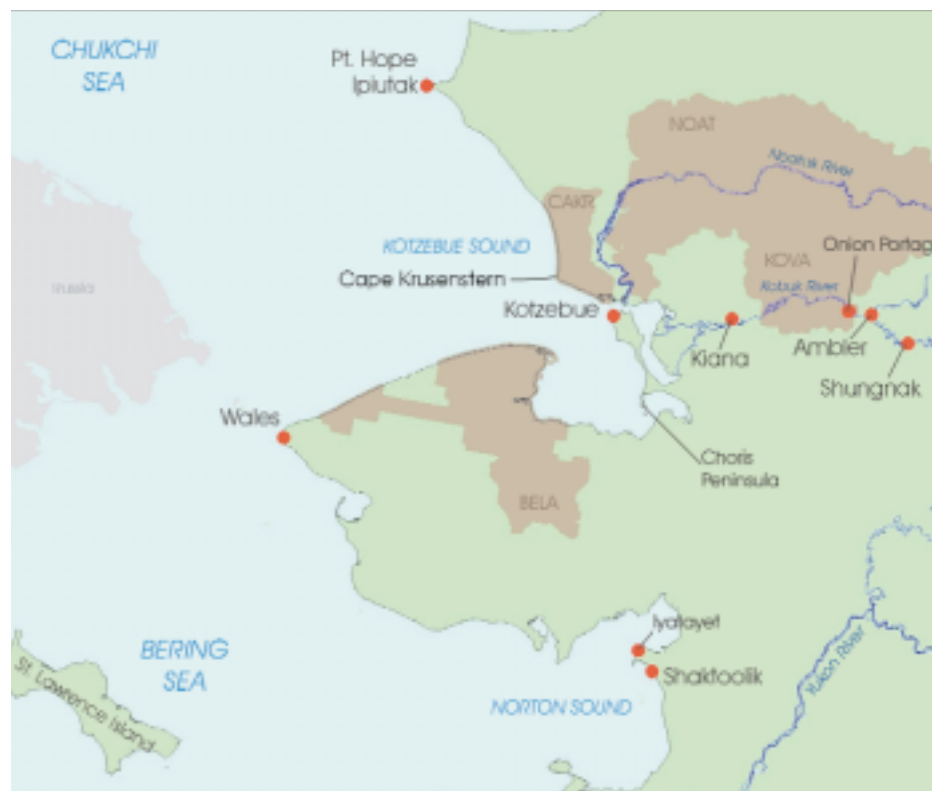 CHUKCHI
SEA
Pt. Hope
Ipiutak
NOAT
Noatak River
CAKR
KOTZEBUE SOUND
Onion Portag
KOVA
Cape Krusenstern
Russia
Kobuk River
Kotzebue
Ambler
Kiana
Shungnak
Wales
Choris
Peninsula
BELA
Iyatayet
BERING
SEA
Yukon River
St. Lawrence Island
Shaktoolik
NORTON SOUND